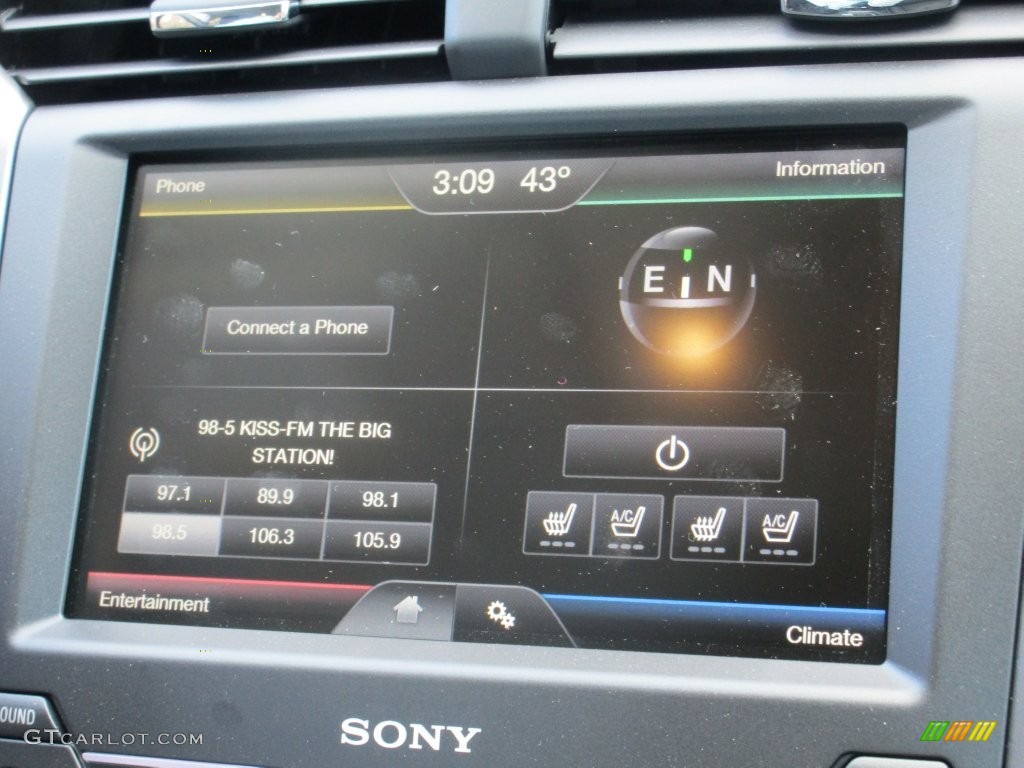 Phone
3:09 43°
Information
E N
Connect a Phone
98-5 KISS-FM THE BIG
STATION!
97.1 89.9 98.1
98.5 106.3 105.9
A/C A/C
Entertainment
Climate
OUND
SONY
GTCARLOT.COM